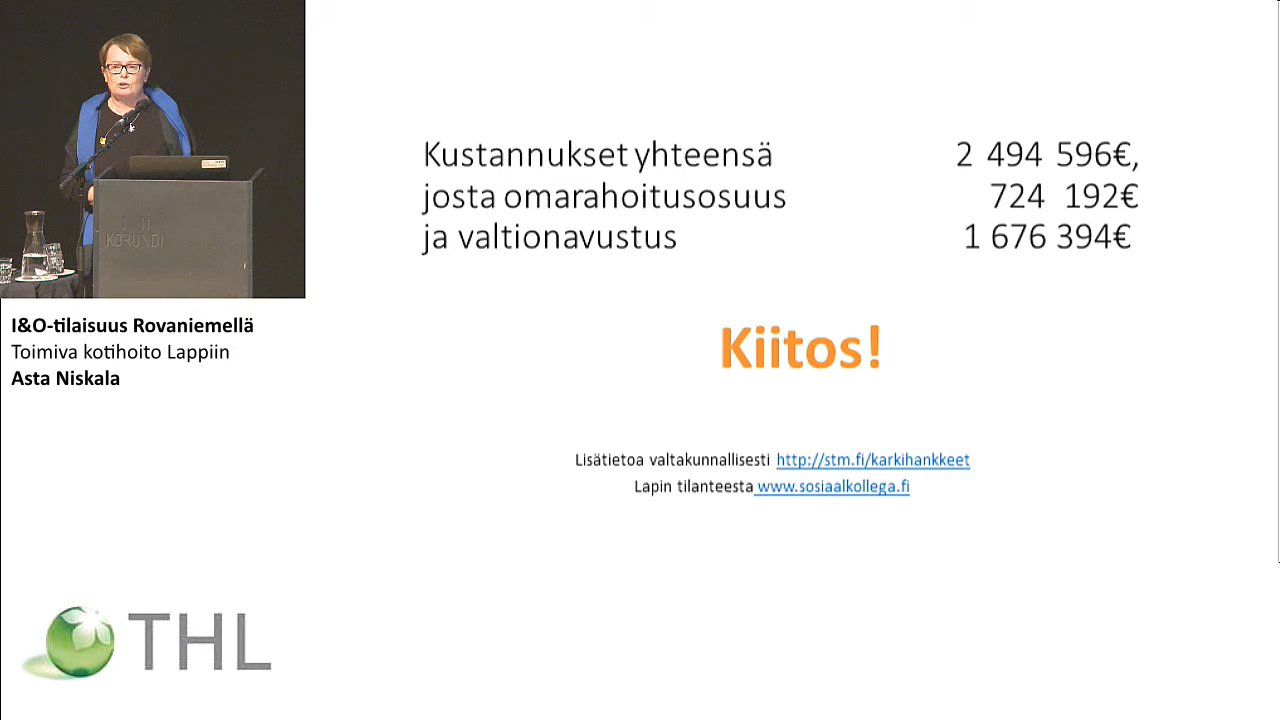 KORUNDI
I&O-tilaisuus Rovaniemellä
Toimiva kotihoito Lappiin
Asta Niskala
THL
Kustannukset yhteensä 2 494 596€,
josta omarahoitusosuus 724 192€
ja valtionavustus 1 676 394€
Kiitos!
Lisätietoa valtakunnallisesti http://stm.fi/karkihankkeet
Lapin tilanteesta www.sosiaalkollega.fi